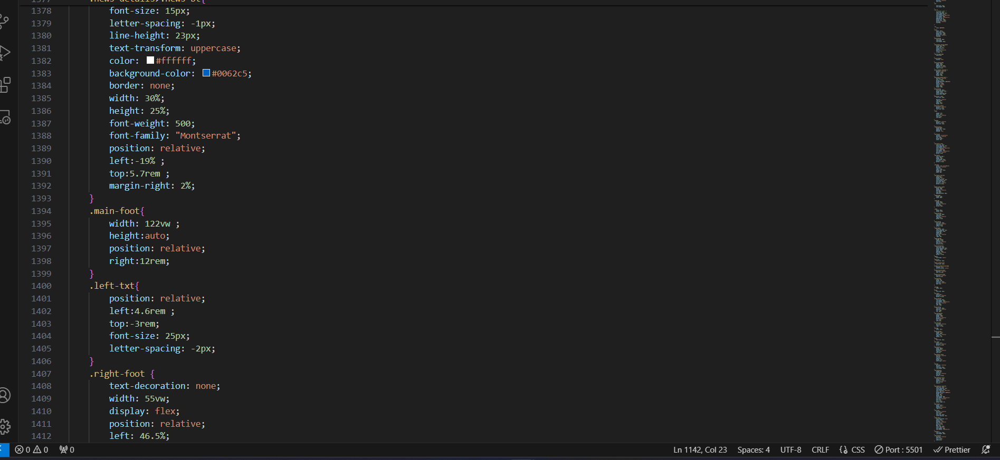 1377 .news-details>.news-bt{
1378 font-size: 15px;
1379 letter-spacing: -1px;
1380 line-height: 23px;
1381 text-transform: uppercase;
1382 color: #ffffff;
1383 background-color: #0062c5;
1384 border: none;
1385 width: 30%;
1386 height: 25%;
1387 font-weight: 500;
1388 font-family: "Montserrat";
1389 position: relative;
1390 left:-19% ;
1391 top:5.7rem ;
1392 margin-right: 2%;
1393 }
1394 .main-foot{
1395 width: 122vw ;
1396 height:auto;
1397 position: relative;
1398 right:12rem;
1399 }
1400 .left-txt{
1401 position: relative;
1402 left:4.6rem ;
1403 top:-3rem;
1404 font-size: 25px;
1405 letter-spacing: -2px;
1406 }
1407 .right-foot {
1408 text-decoration: none;
1409 width: 55vw;
1410 display: flex;
1411 position: relative;
1412 left: 46.5%;
0 0 0 Ln 1142, Col 23 Spaces: 4 UTF-8 CRLF CSS Port : 5501 Prettier